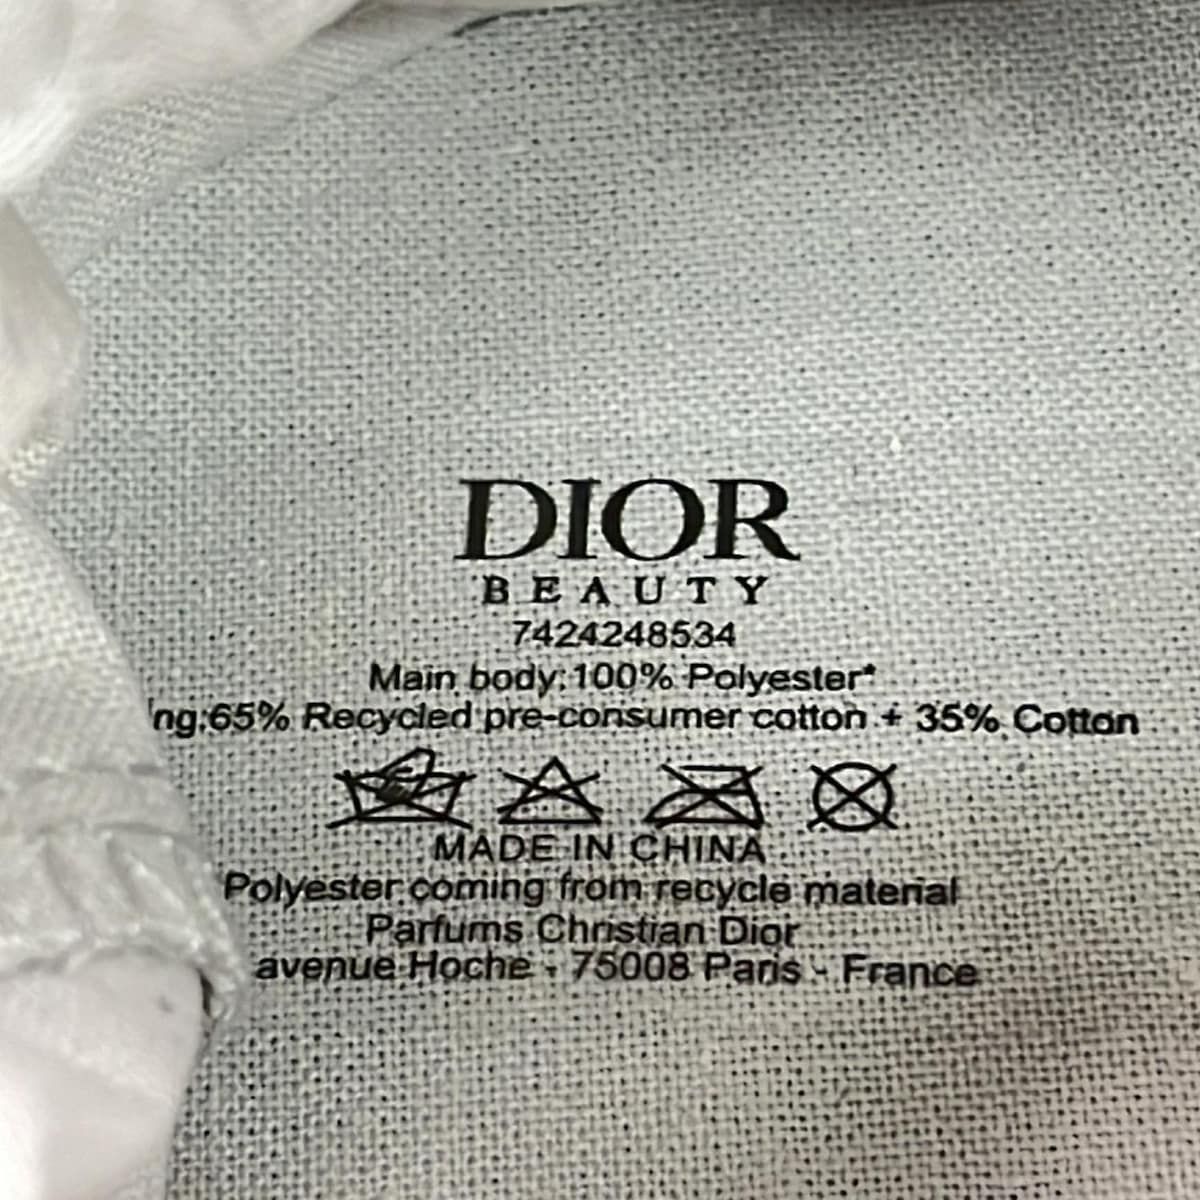 DIOR
BEAUTY
7424248534
Main body:100% Polyester*
ng:65% Recycled pre-consumer cotton + 35% Cotton
MADE IN CHINA
Polyester coming from recycle material
Parfums Christian Dior
avenue Hoche - 75008 Paris - France